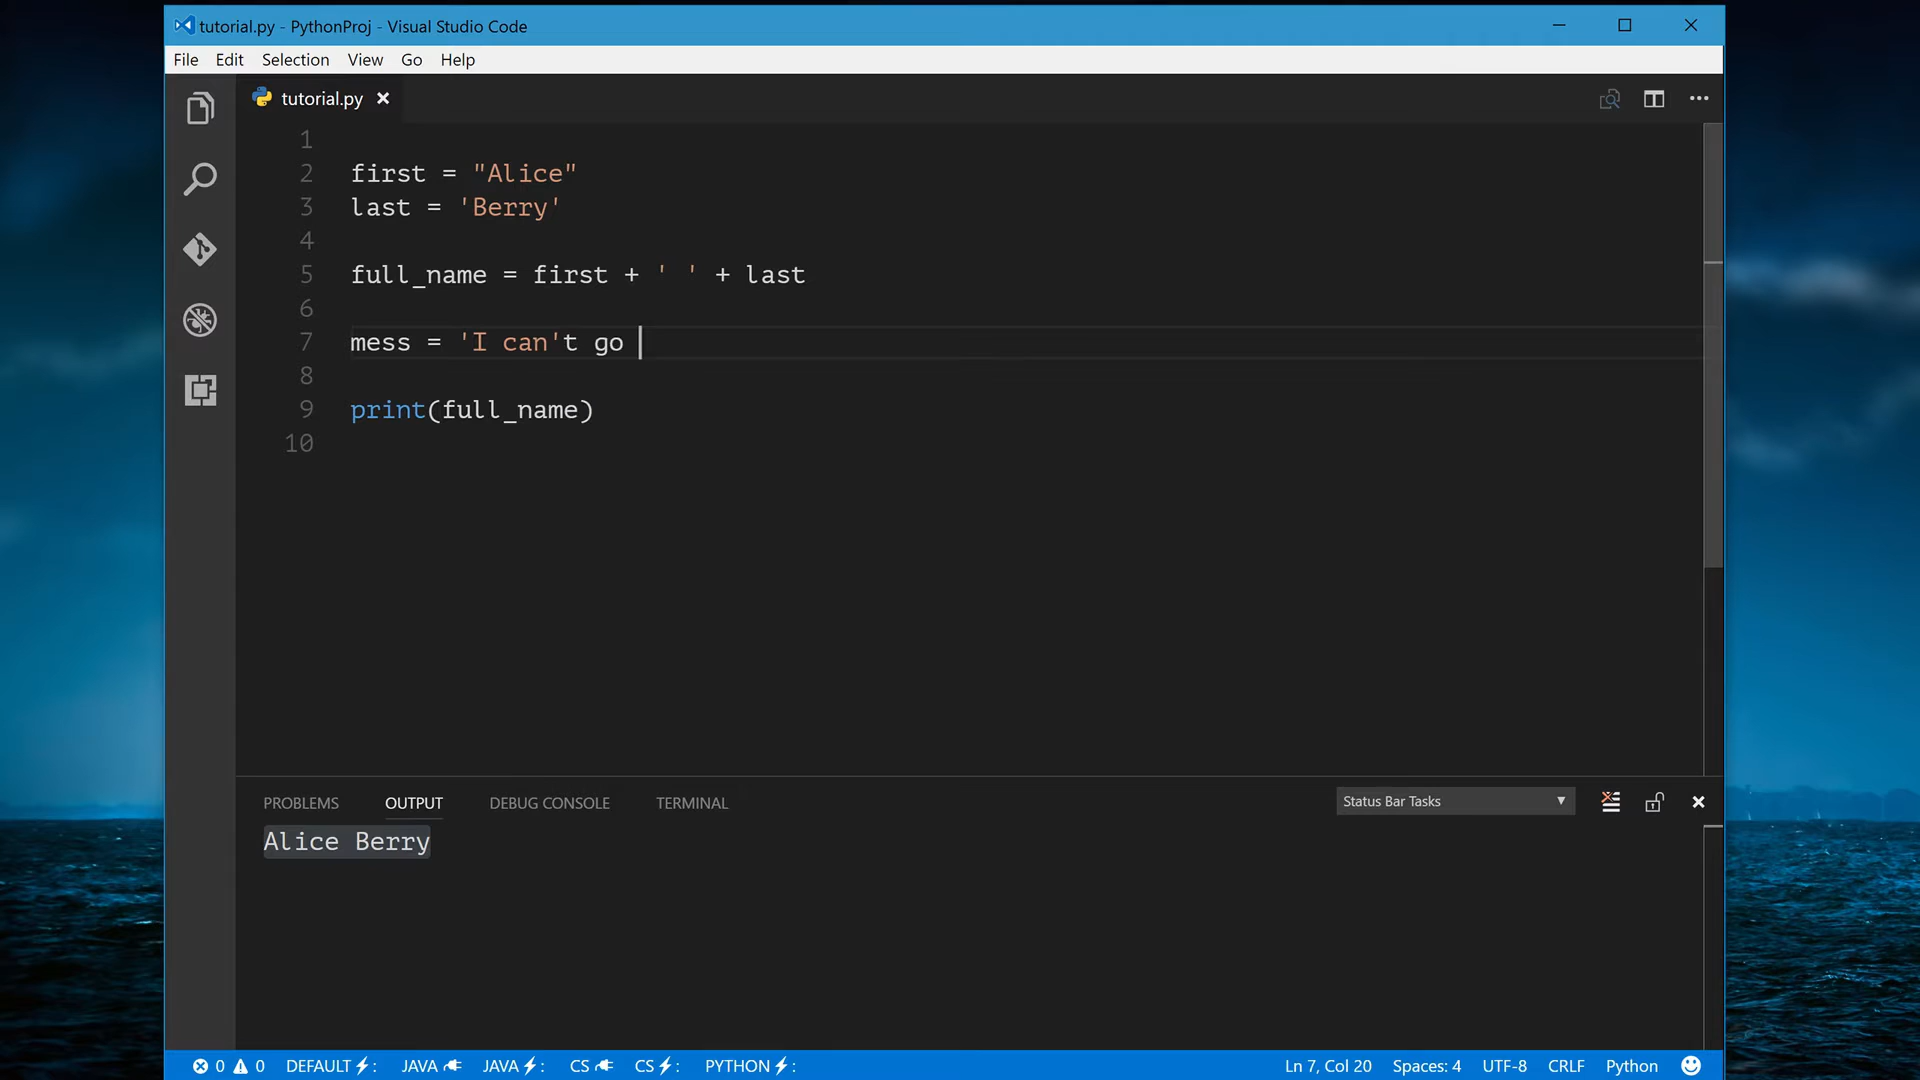 tutorial.py - PythonProj - Visual Studio Code
File Edit Selection View Go Help
tutorial.py
1
2 first = "Alice"
3 last = 'Berry'
4
5 full_name = first + ' ' + last
6
7 mess = 'I can't go
8
9 print(full_name)
10
PROBLEMS OUTPUT DEBUG CONSOLE TERMINAL Status Bar Tasks
Alice Berry
0 0 DEFAULT : JAVA JAVA : CS CS : PYTHON : Ln 7, Col 20 Spaces: 4 UTF-8 CRLF Python